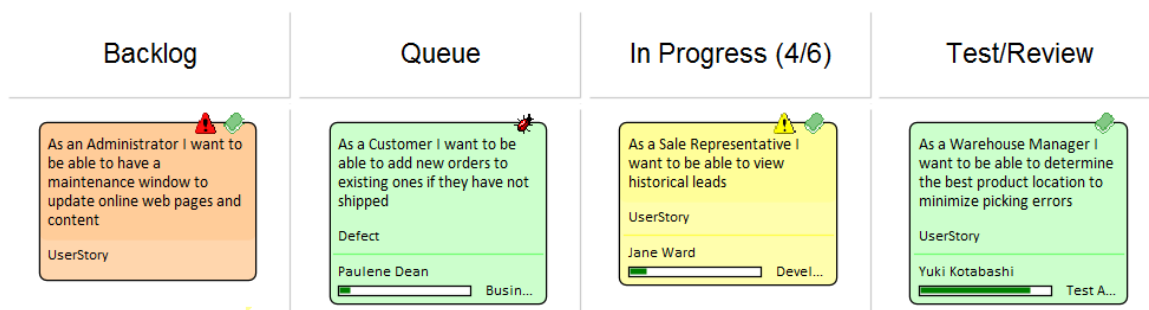 Backlog
Queue
In Progress (4/6)
Test/Review
As an Administrator I want to
be able to have a
maintenance window to
update online web pages and
content
UserStory
As a Customer I want to be
able to add new orders to
existing ones if they have not
shipped
Defect
Paulene Dean
Busin...
As a Sale Representative I
want to be able to view
historical leads
UserStory
Jane Ward
Devel...
As a Warehouse Manager I
want to be able to determine
the best product location to
minimize picking errors
UserStory
Yuki Kotabashi
Test A...